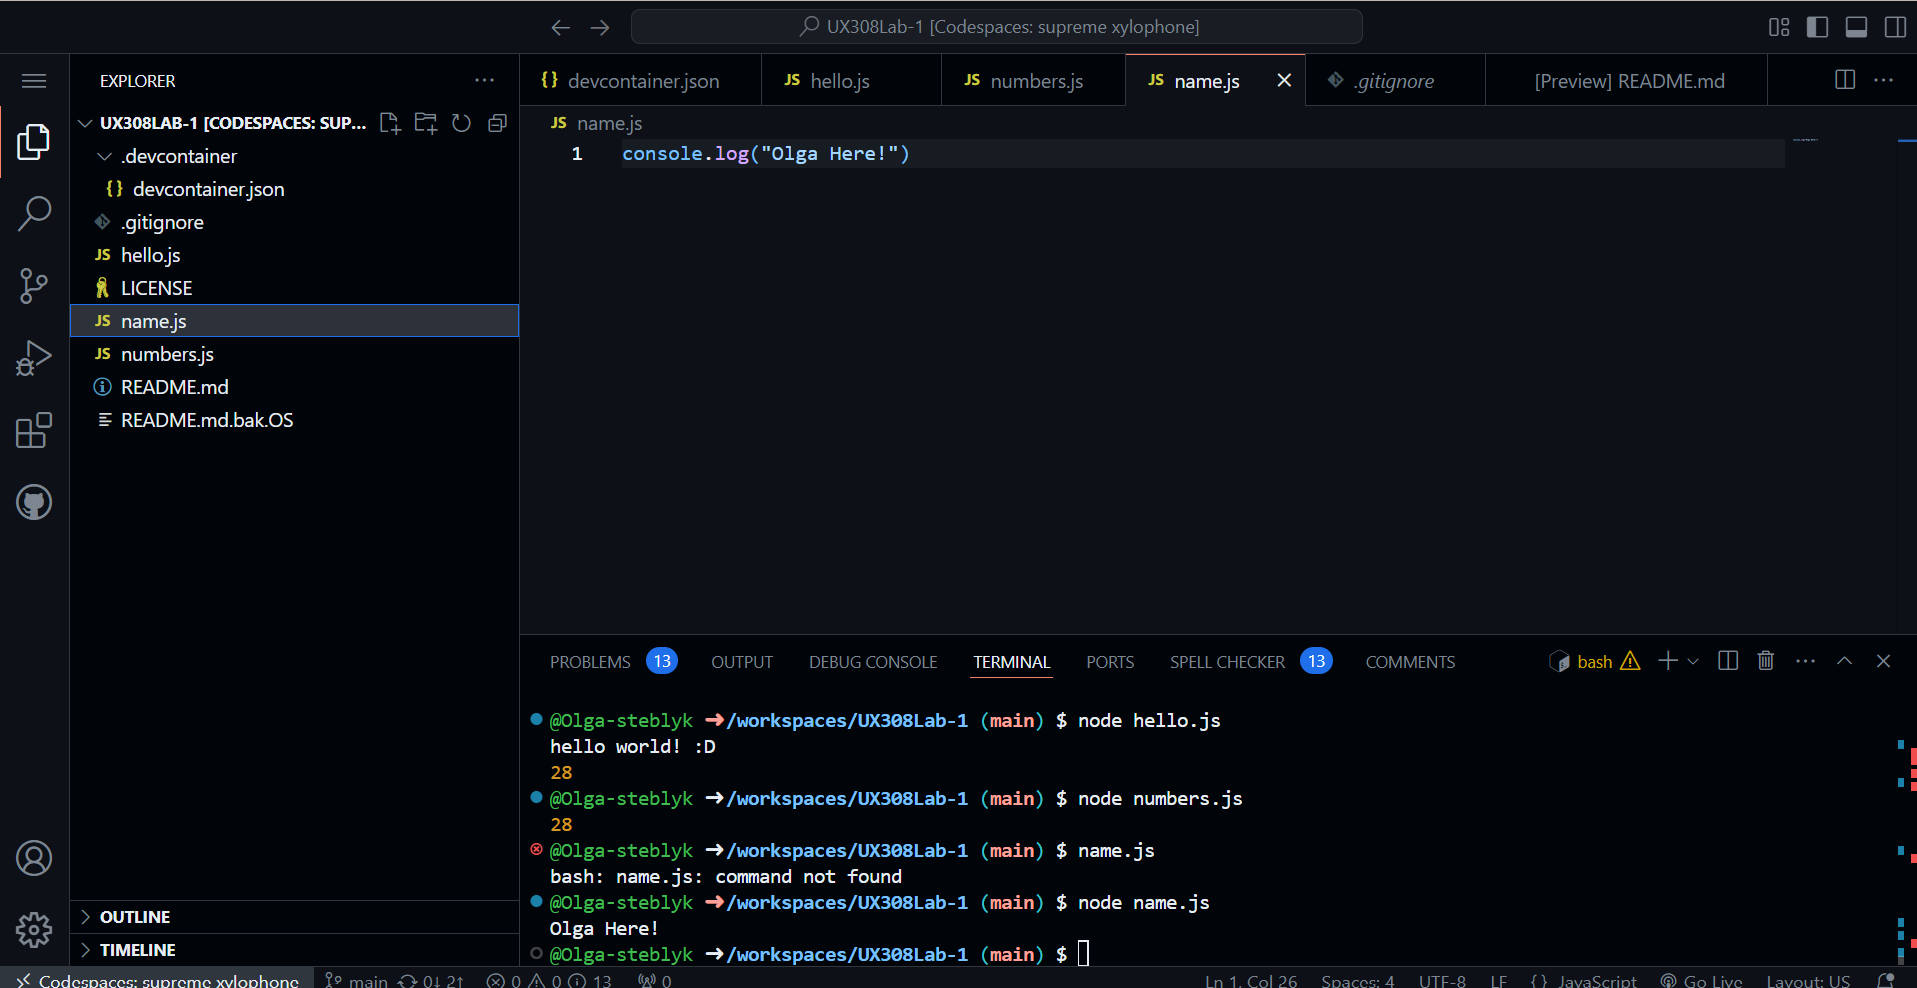 UX308Lab-1 [Codespaces: supreme xylophone]
EXPLORER
UX308LAB-1 [CODESPACES: SUP...
.devcontainer
{} devcontainer.json
.gitignore
JS hello.js
LICENSE
JS name.js
JS numbers.js
README.md
README.md.bak.OS
OUTLINE
TIMELINE
{} devcontainer.json
JS hello.js
JS numbers.js
JS name.js
.gitignore
[Preview] README.md
JS name.js
1 console.log("Olga Here!")
PROBLEMS 13 OUTPUT DEBUG CONSOLE TERMINAL PORTS SPELL CHECKER 13 COMMENTS
bash
@Olga-steblyk ➜/workspaces/UX308Lab-1 (main) $ node hello.js
hello world! :D
28
@Olga-steblyk ➜/workspaces/UX308Lab-1 (main) $ node numbers.js
28
@Olga-steblyk ➜/workspaces/UX308Lab-1 (main) $ name.js
bash: name.js: command not found
@Olga-steblyk ➜/workspaces/UX308Lab-1 (main) $ node name.js
Olga Here!
@Olga-steblyk ➜/workspaces/UX308Lab-1 (main) $
Codespaces: supreme xylophone main 0↓ 2↑ 0 0 13 0 Ln 1, Col 26 Spaces: 4 UTF-8 LF {} JavaScript Go Live Layout: US